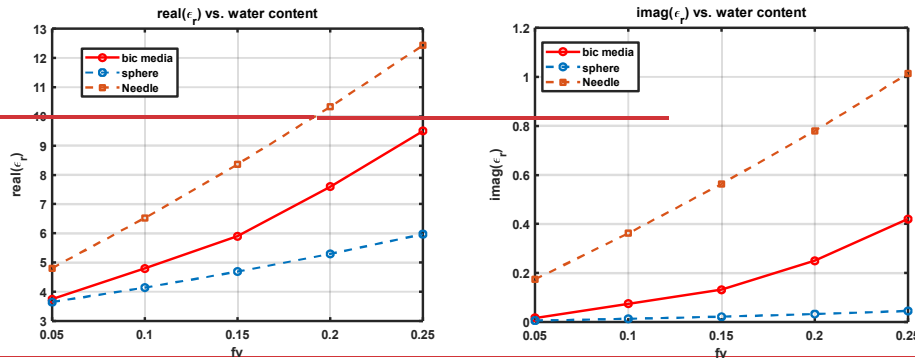 real(ϵr) vs. water content
13
12
11
10
9
8
7
6
5
4
3
real(ϵr)
bic media
sphere
Needle
0.05 0.1 0.15 0.2 0.25
fv
imag(ϵr) vs. water content
1
0.8
0.6
0.4
0.2
0
imag(ϵr)
bic media
sphere
Needle
0.05 0.1 0.15 0.2 0.25
fv